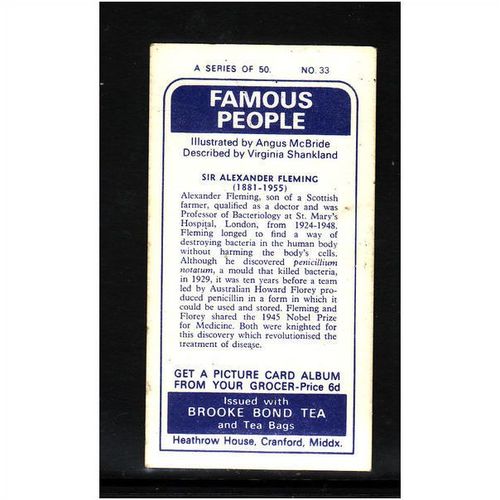 A SERIES OF 50. NO. 33
FAMOUS
PEOPLE
Illustrated by Angus McBride
Described by Virginia Shankland
SIR ALEXANDER FLEMING
(1881-1955)
Alexander Fleming, son of a Scottish
farmer, qualified as a doctor and was
Professor of Bacteriology at St. Mary's
Hospital, London, from 1924-1948.
Fleming longed to find a way of
destroying bacteria in the human body
without harming the body's cells.
Although he discovered penicillium
notatum, a mould that killed bacteria,
in 1929, it was ten years before a team
led by Australian Howard Florey pro-
duced penicillin in a form in which it
could be used and stored. Fleming and
Florey shared the 1945 Nobel Prize
for Medicine. Both were knighted for
this discovery which revolutionised the
treatment of disease.
GET A PICTURE CARD ALBUM
FROM YOUR GROCER-Price 6d
Issued with
BROOKE BOND TEA
and Tea Bags
Heathrow House, Cranford, Middx.